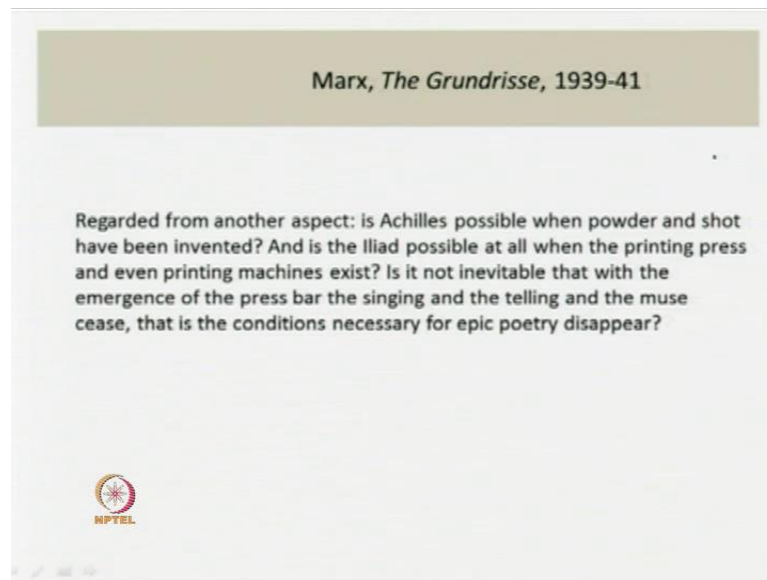 Marx, The Grundrisse, 1939-41
Regarded from another aspect: is Achilles possible when powder and shot
have been invented? And is the Iliad possible at all when the printing press
and even printing machines exist? Is it not inevitable that with the
emergence of the press bar the singing and the telling and the muse
cease, that is the conditions necessary for epic poetry disappear?
NPTEL